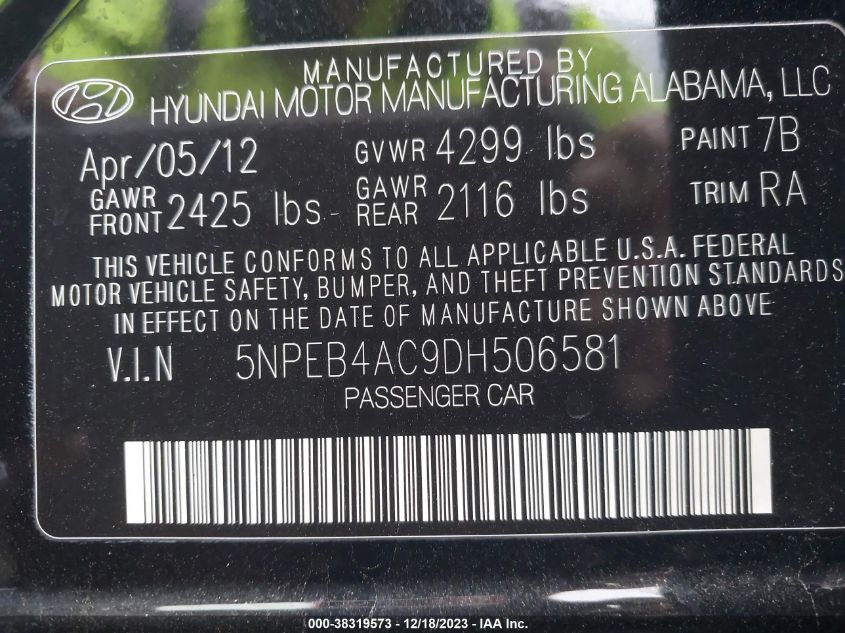 MANUFACTURED BY
HYUNDAI MOTOR MANUFACTURING ALABAMA, LLC
Apr/05/12 GVWR 4299 lbs PAINT 7B
GAWR FRONT 2425 lbs GAWR REAR 2116 lbs TRIM RA
THIS VEHICLE CONFORMS TO ALL APPLICABLE U.S.A. FEDERAL
MOTOR VEHICLE SAFETY, BUMPER, AND THEFT PREVENTION STANDARDS
IN EFFECT ON THE DATE OF MANUFACTURE SHOWN ABOVE
V.I.N 5NPEB4AC9DH506581
PASSENGER CAR
000-38319573 - 12/18/2023 - IAA Inc.